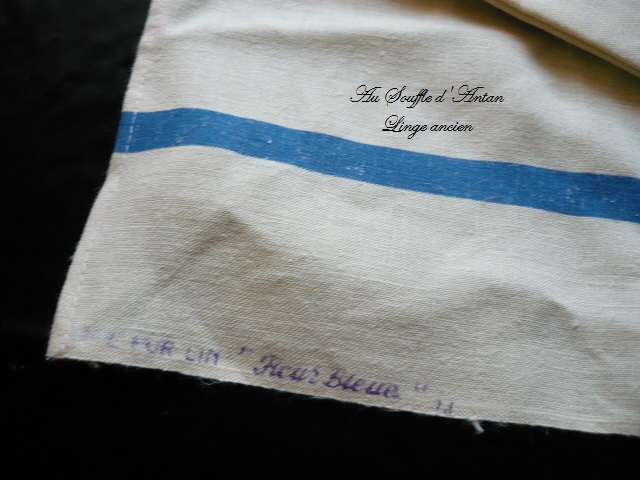 Au Souffle d'Antan
Linge ancien
PUR LIN " Fleur bleue "